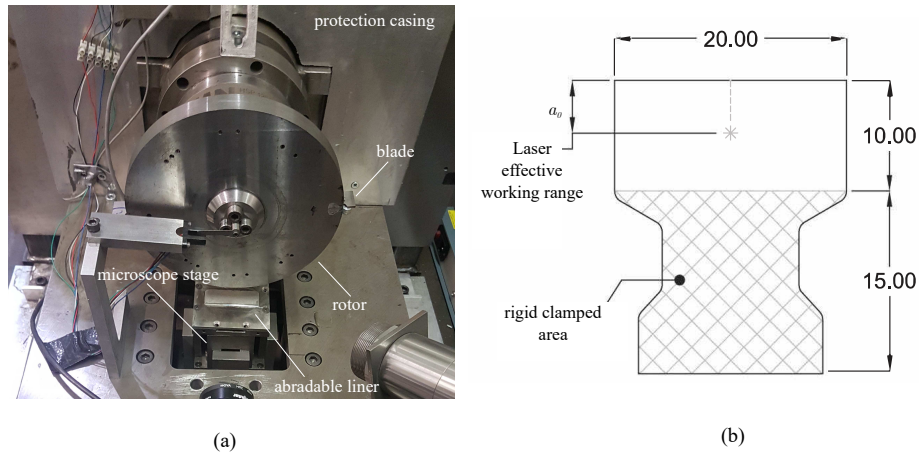 protection casing
blade
microscope stage
rotor
abradable liner
(a)
20.00
a₀
10.00
Laser
effective
working range
15.00
rigid clamped
area
(b)